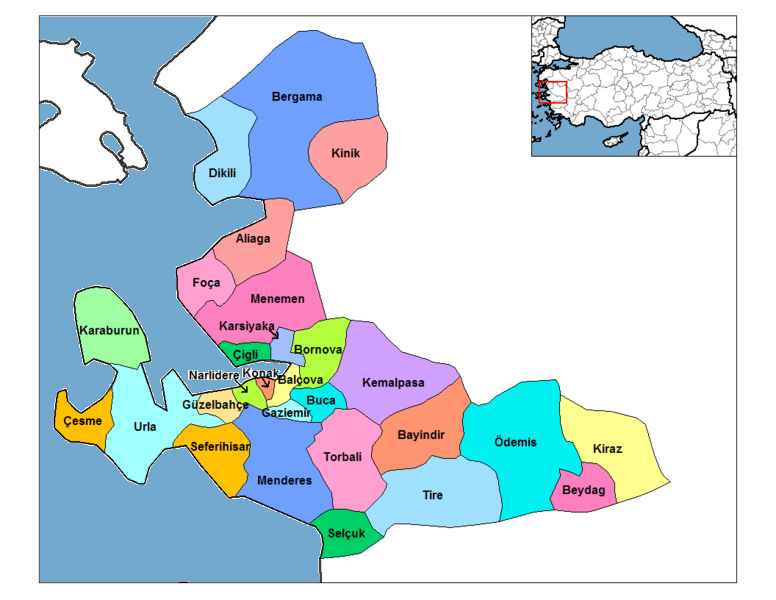 Bergama
Dikili
Kinik
Aliaga
Foça
Menemen
Karsiyaka
Karaburun
Çigli
Bornova
Narlidere
Konak
Balçova
Kemalpasa
Güzelbahçe
Buca
Gaziemir
Çesme
Urla
Bayindir
Ödemis
Seferihisar
Kiraz
Torbali
Menderes
Tire
Beydag
Selçuk